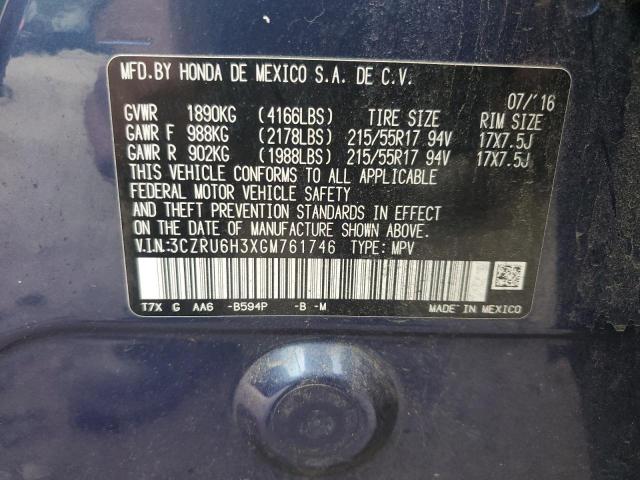 MFD.BY HONDA DE MEXICO S.A. DE C.V.
07/'16
GVWR 1890KG (4166LBS) TIRE SIZE RIM SIZE
GAWR F 988KG (2178LBS) 215/55R17 94V 17X7.5J
GAWR R 902KG (1988LBS) 215/55R17 94V 17X7.5J
THIS VEHICLE CONFORMS TO ALL APPLICABLE
FEDERAL MOTOR VEHICLE SAFETY
AND THEFT PREVENTION STANDARDS IN EFFECT
ON THE DATE OF MANUFACTURE SHOWN ABOVE.
V.I.N:3CZRU6H3XGM761746 TYPE: MPV
T7X G AA6 -B594P -B -M MADE IN MEXICO